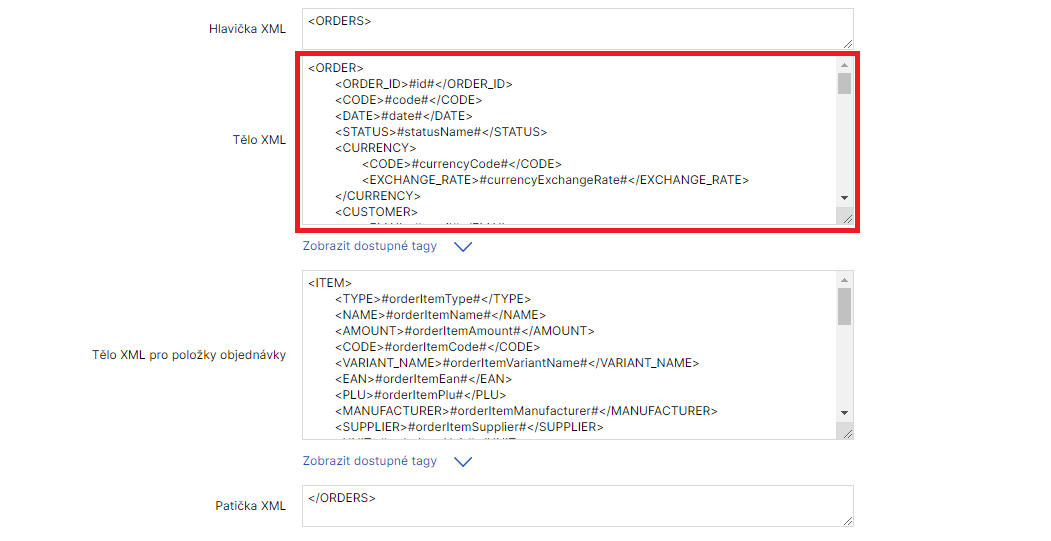 Hlavička XML
<ORDERS>
Tělo XML
<ORDER>
<ORDER_ID>#id#</ORDER_ID>
<CODE>#code#</CODE>
<DATE>#date#</DATE>
<STATUS>#statusName#</STATUS>
<CURRENCY>
<CODE>#currencyCode#</CODE>
<EXCHANGE_RATE>#currencyExchangeRate#</EXCHANGE_RATE>
</CURRENCY>
<CUSTOMER>
Zobrazit dostupné tagy
Tělo XML pro položky objednávky
<ITEM>
<TYPE>#orderItemType#</TYPE>
<NAME>#orderItemName#</NAME>
<AMOUNT>#orderItemAmount#</AMOUNT>
<CODE>#orderItemCode#</CODE>
<VARIANT_NAME>#orderItemVariantName#</VARIANT_NAME>
<EAN>#orderItemEan#</EAN>
<PLU>#orderItemPlu#</PLU>
<MANUFACTURER>#orderItemManufacturer#</MANUFACTURER>
<SUPPLIER>#orderItemSupplier#</SUPPLIER>
Zobrazit dostupné tagy
Patička XML
</ORDERS>